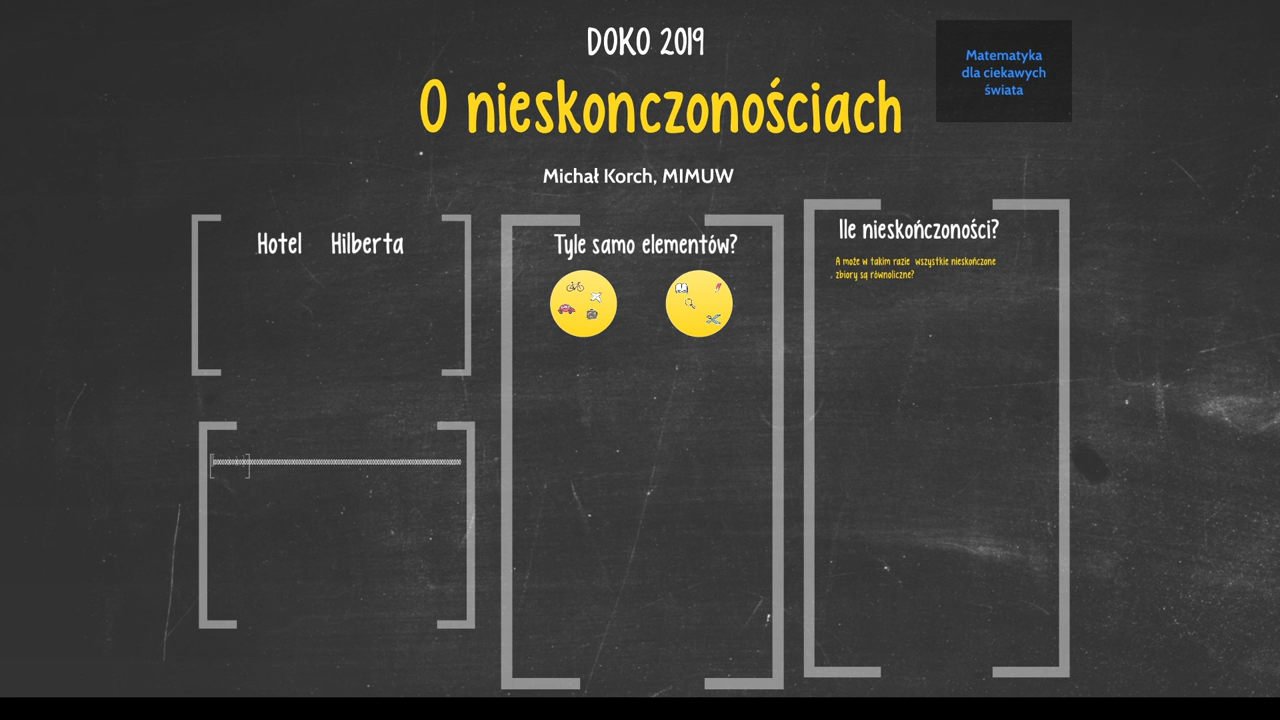 DOKO 2019
O nieskonczonościach
Matematyka
dla ciekawych
świata
Michał Korch, MIMUW
Hotel Hilberta
Tyle samo elementów?
Ile nieskończoności?
A może w takim razie wszystkie nieskończone
zbiory są równoliczne?